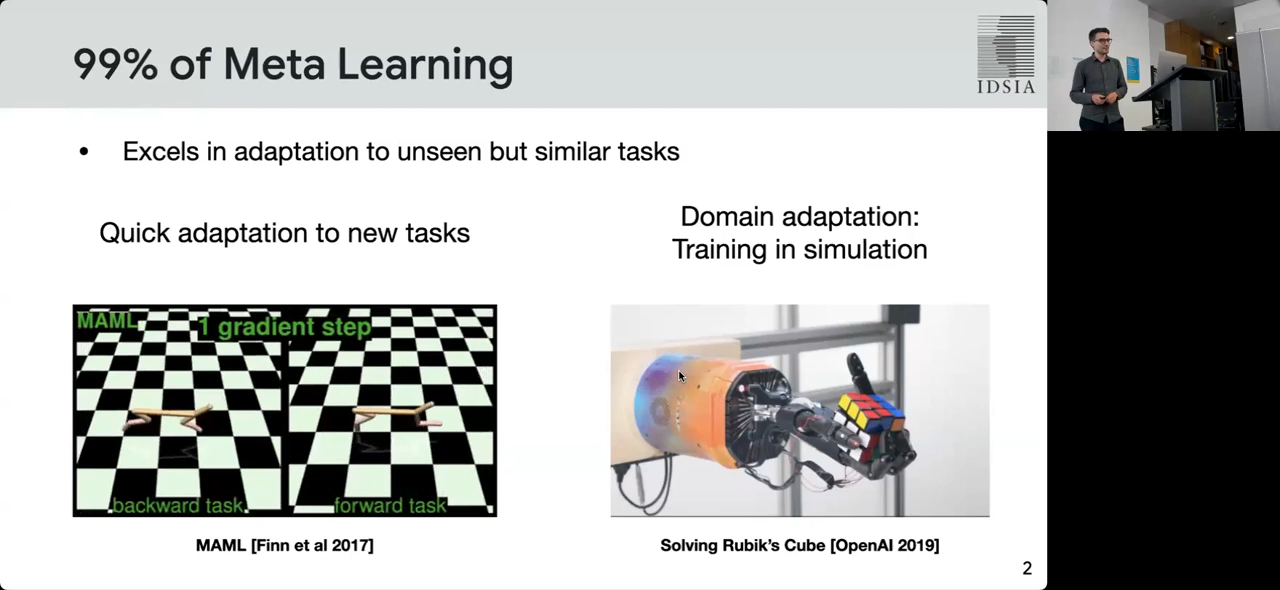 99% of Meta Learning
IDSIA
• Excels in adaptation to unseen but similar tasks
Quick adaptation to new tasks
Domain adaptation:
Training in simulation
MAML
1 gradient step
backward task
forward task
MAML [Finn et al 2017]
Solving Rubik's Cube [OpenAI 2019]
2